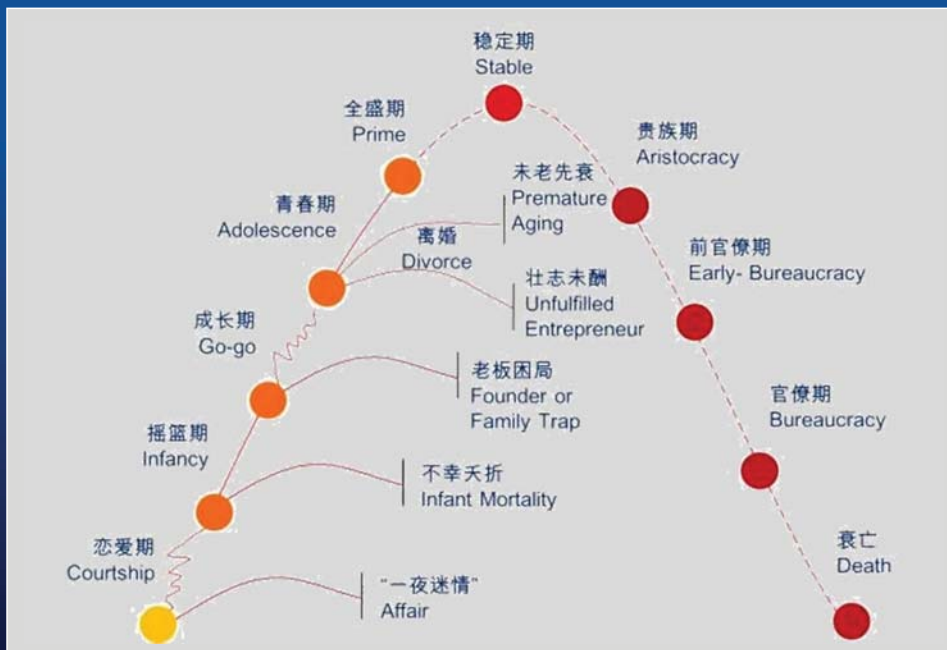 稳定期
Stable
全盛期
Prime
贵族期
Aristocracy
青春期
Adolescence
未老先衰
Premature
Aging
离婚
Divorce
前官僚期
Early- Bureaucracy
壮志未酬
Unfulfilled
Entrepreneur
成长期
Go-go
老板困局
Founder or
Family Trap
官僚期
Bureaucracy
摇篮期
Infancy
不幸夭折
Infant Mortality
恋爱期
Courtship
衰亡
Death
“一夜迷情”
Affair